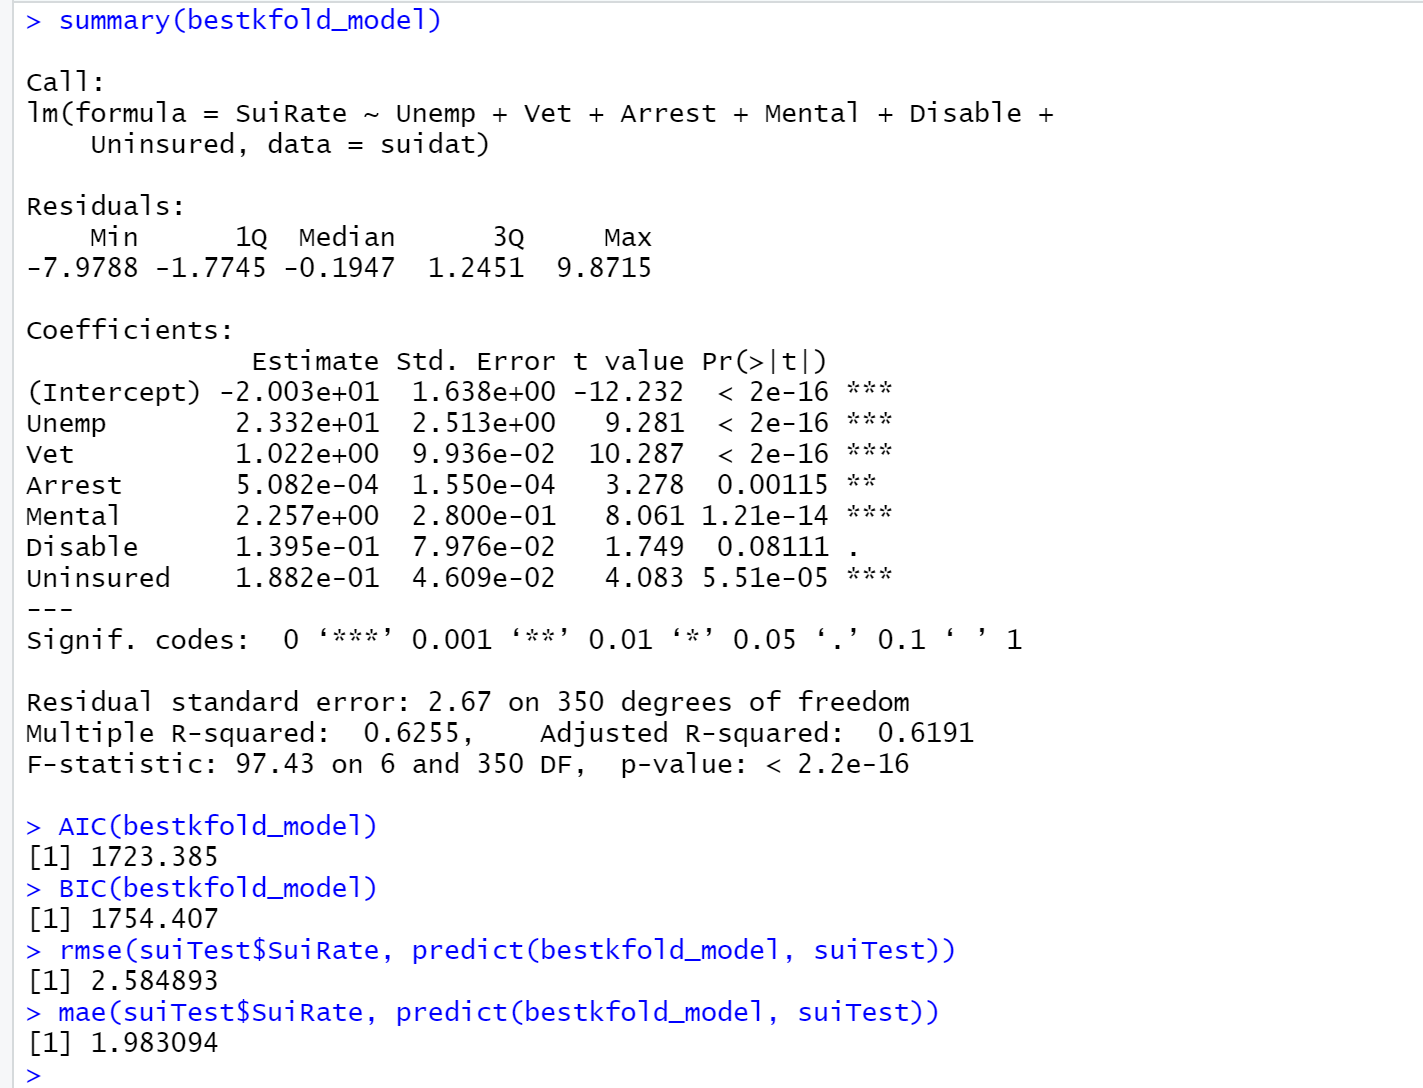 > summary(bestkfold_model)
Call:
lm(formula = SuiRate ~ Unemp + Vet + Arrest + Mental + Disable +
    Uninsured, data = suidat)
Residuals:
    Min      1Q  Median      3Q     Max
-7.9788 -1.7745 -0.1947  1.2451  9.8715
Coefficients:
              Estimate Std. Error t value Pr(>|t|)
(Intercept) -2.003e+01  1.638e+00 -12.232  < 2e-16 ***
Unemp        2.332e+01  2.513e+00   9.281  < 2e-16 ***
Vet          1.022e+00  9.936e-02  10.287  < 2e-16 ***
Arrest       5.082e-04  1.550e-04   3.278  0.00115 **
Mental       2.257e+00  2.800e-01   8.061 1.21e-14 ***
Disable      1.395e-01  7.976e-02   1.749  0.08111 .
Uninsured    1.882e-01  4.609e-02   4.083 5.51e-05 ***
---
Signif. codes:  0 ‘***’ 0.001 ‘**’ 0.01 ‘*’ 0.05 ‘.’ 0.1 ‘ ’ 1
Residual standard error: 2.67 on 350 degrees of freedom
Multiple R-squared:  0.6255,    Adjusted R-squared:  0.6191
F-statistic: 97.43 on 6 and 350 DF,  p-value: < 2.2e-16
> AIC(bestkfold_model)
[1] 1723.385
> BIC(bestkfold_model)
[1] 1754.407
> rmse(suiTest$SuiRate, predict(bestkfold_model, suiTest))
[1] 2.584893
> mae(suiTest$SuiRate, predict(bestkfold_model, suiTest))
[1] 1.983094
>